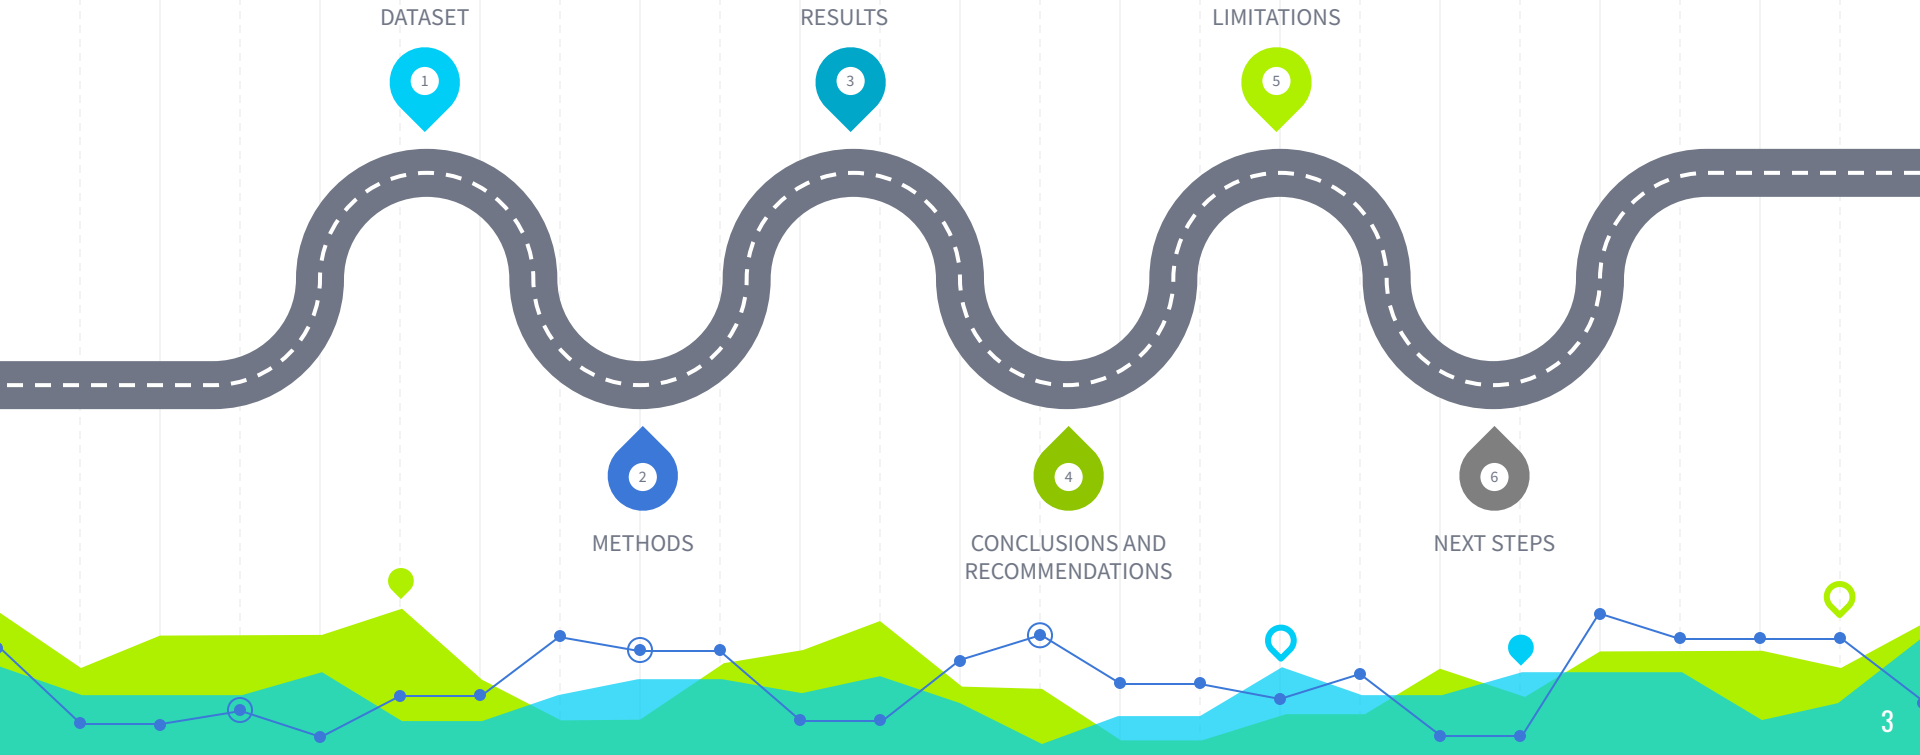 DATASET
1
METHODS
2
RESULTS
3
CONCLUSIONS AND
RECOMMENDATIONS
4
LIMITATIONS
5
NEXT STEPS
6
3